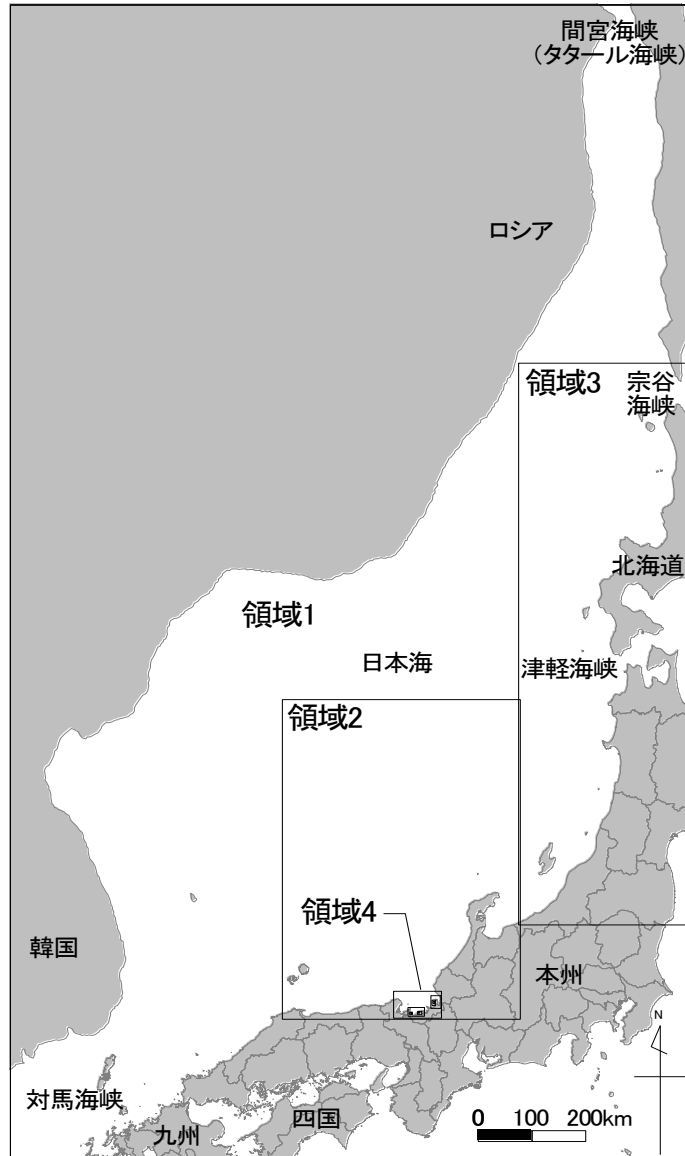 間宮海峡
(タタール海峡)
ロシア
領域3
宗谷
海峡
北海道
領域1
日本海
津軽海峡
領域2
領域4
韓国
本州
N
対馬海峡
九州
四国
0 100 200km